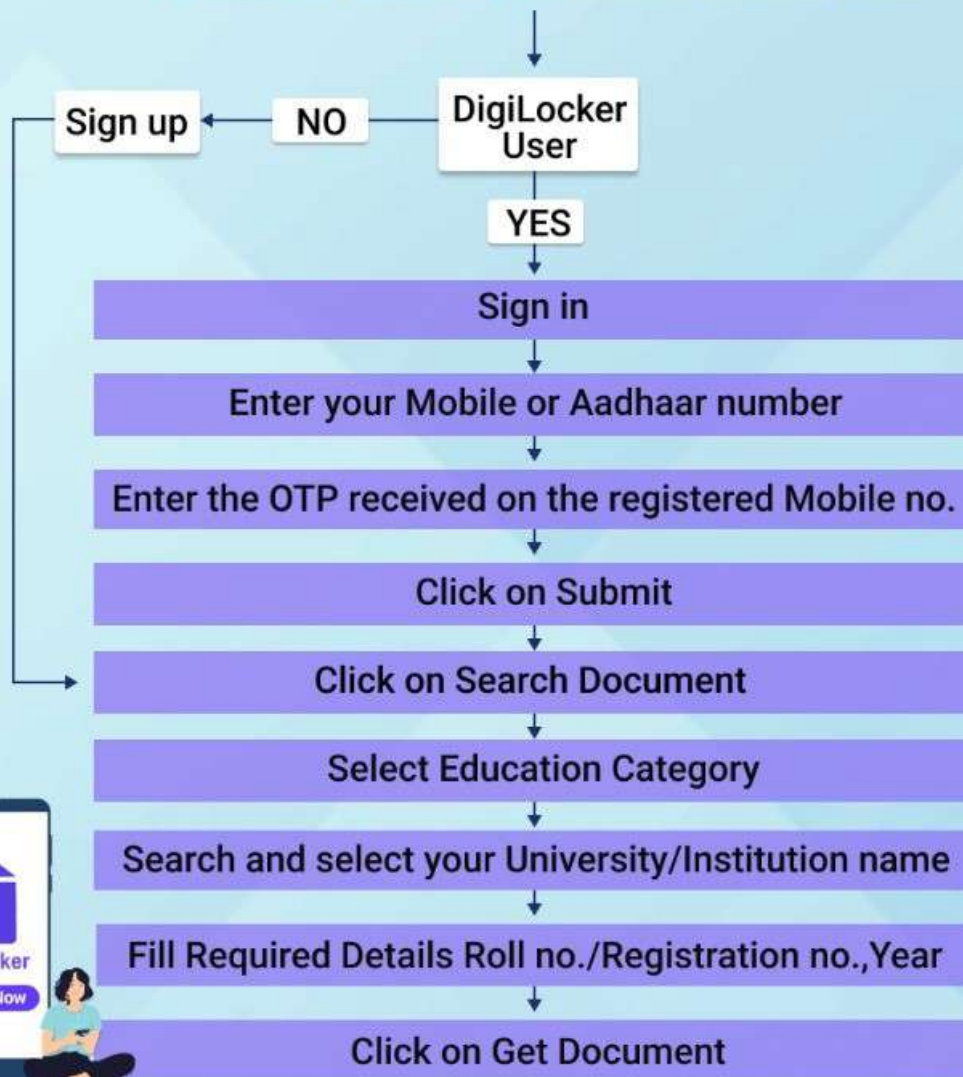 DigiLocker
User
NO
Sign up
YES
Sign in
Enter your Mobile or Aadhaar number
Enter the OTP received on the registered Mobile no.
Click on Submit
Click on Search Document
Select Education Category
Search and select your University/Institution name
Fill Required Details Roll no./Registration no.,Year
Click on Get Document